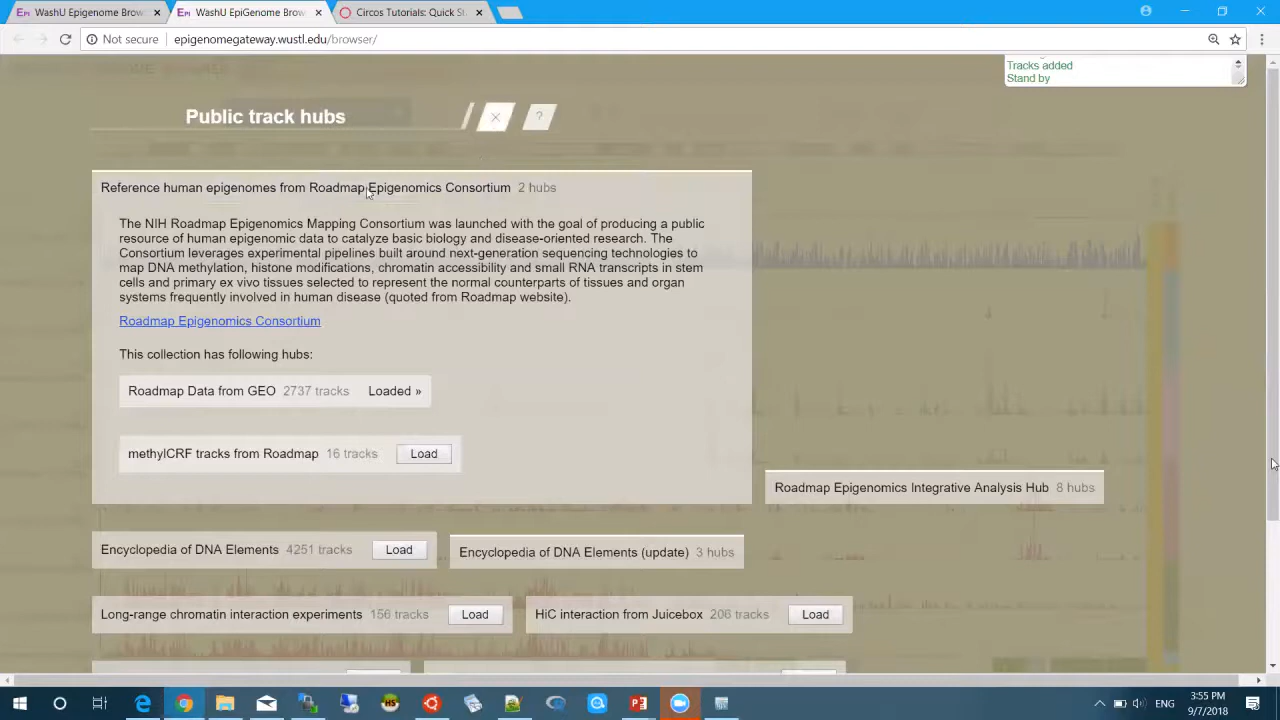 WashU Epigenome Brow
WashU EpiGenome Brow
Circos Tutorials: Quick St
Not secure
epigenomegateway.wustl.edu/browser/
Tracks added
Stand by
Public track hubs
?
Reference human epigenomes from Roadmap Epigenomics Consortium 2 hubs
The NIH Roadmap Epigenomics Mapping Consortium was launched with the goal of producing a public
resource of human epigenomic data to catalyze basic biology and disease-oriented research. The
Consortium leverages experimental pipelines built around next-generation sequencing technologies to
map DNA methylation, histone modifications, chromatin accessibility and small RNA transcripts in stem
cells and primary ex vivo tissues selected to represent the normal counterparts of tissues and organ
systems frequently involved in human disease (quoted from Roadmap website).
Roadmap Epigenomics Consortium
This collection has following hubs:
Roadmap Data from GEO 2737 tracks Loaded »
methylCRF tracks from Roadmap 16 tracks Load
Roadmap Epigenomics Integrative Analysis Hub 8 hubs
Encyclopedia of DNA Elements 4251 tracks Load
Encyclopedia of DNA Elements (update) 3 hubs
Long-range chromatin interaction experiments 156 tracks Load
HiC interaction from Juicebox 206 tracks Load
ENG
3:55 PM
9/7/2018